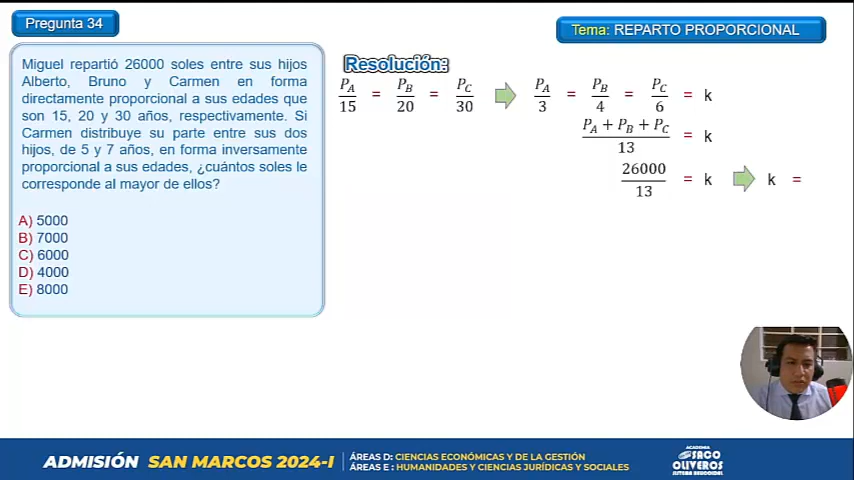 Pregunta 34
Tema: REPARTO PROPORCIONAL
Miguel repartió 26000 soles entre sus hijos
Alberto, Bruno y Carmen en forma
directamente proporcional a sus edades que
son 15, 20 y 30 años, respectivamente. Si
Carmen distribuye su parte entre sus dos
hijos, de 5 y 7 años, en forma inversamente
proporcional a sus edades, ¿cuántos soles le
corresponde al mayor de ellos?
A) 5000
B) 7000
C) 6000
D) 4000
E) 8000
Resolución:
P_A/15 = P_B/20 = P_C/30 ⇒ P_A/3 = P_B/4 = P_C/6 = k
(P_A + P_B + P_C)/13 = k
26000/13 = k ⇒ k =
ADMISIÓN SAN MARCOS 2024-I
ÁREAS D: CIENCIAS ECONÓMICAS Y DE LA GESTIÓN
ÁREAS E : HUMANIDADES Y CIENCIAS JURÍDICAS Y SOCIALES
ACADEMIA
SACO
OLIVEROS
SISTEMA HELICOIDAL